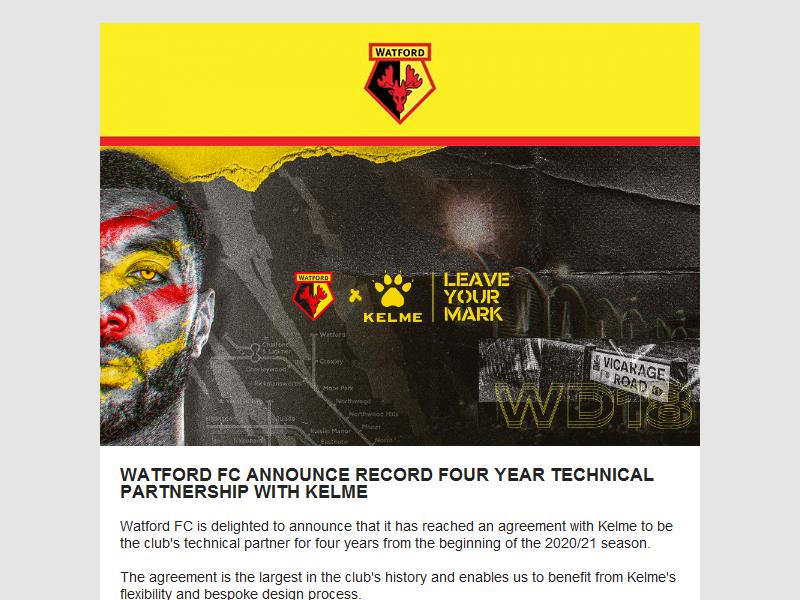 WATFORD
WATFORD
KELME
LEAVE
YOUR
MARK
Watford
Croxley
Chorleywood
Rickmansworth
Moor Park
Northwood
Northwood Hills
Ruislip Manor
Pinner
Eastcote
North
VICARAGE
ROAD
WD18
WATFORD FC ANNOUNCE RECORD FOUR YEAR TECHNICAL
PARTNERSHIP WITH KELME
Watford FC is delighted to announce that it has reached an agreement with Kelme to be
the club's technical partner for four years from the beginning of the 2020/21 season.
The agreement is the largest in the club's history and enables us to benefit from Kelme's
flexibility and bespoke design process.